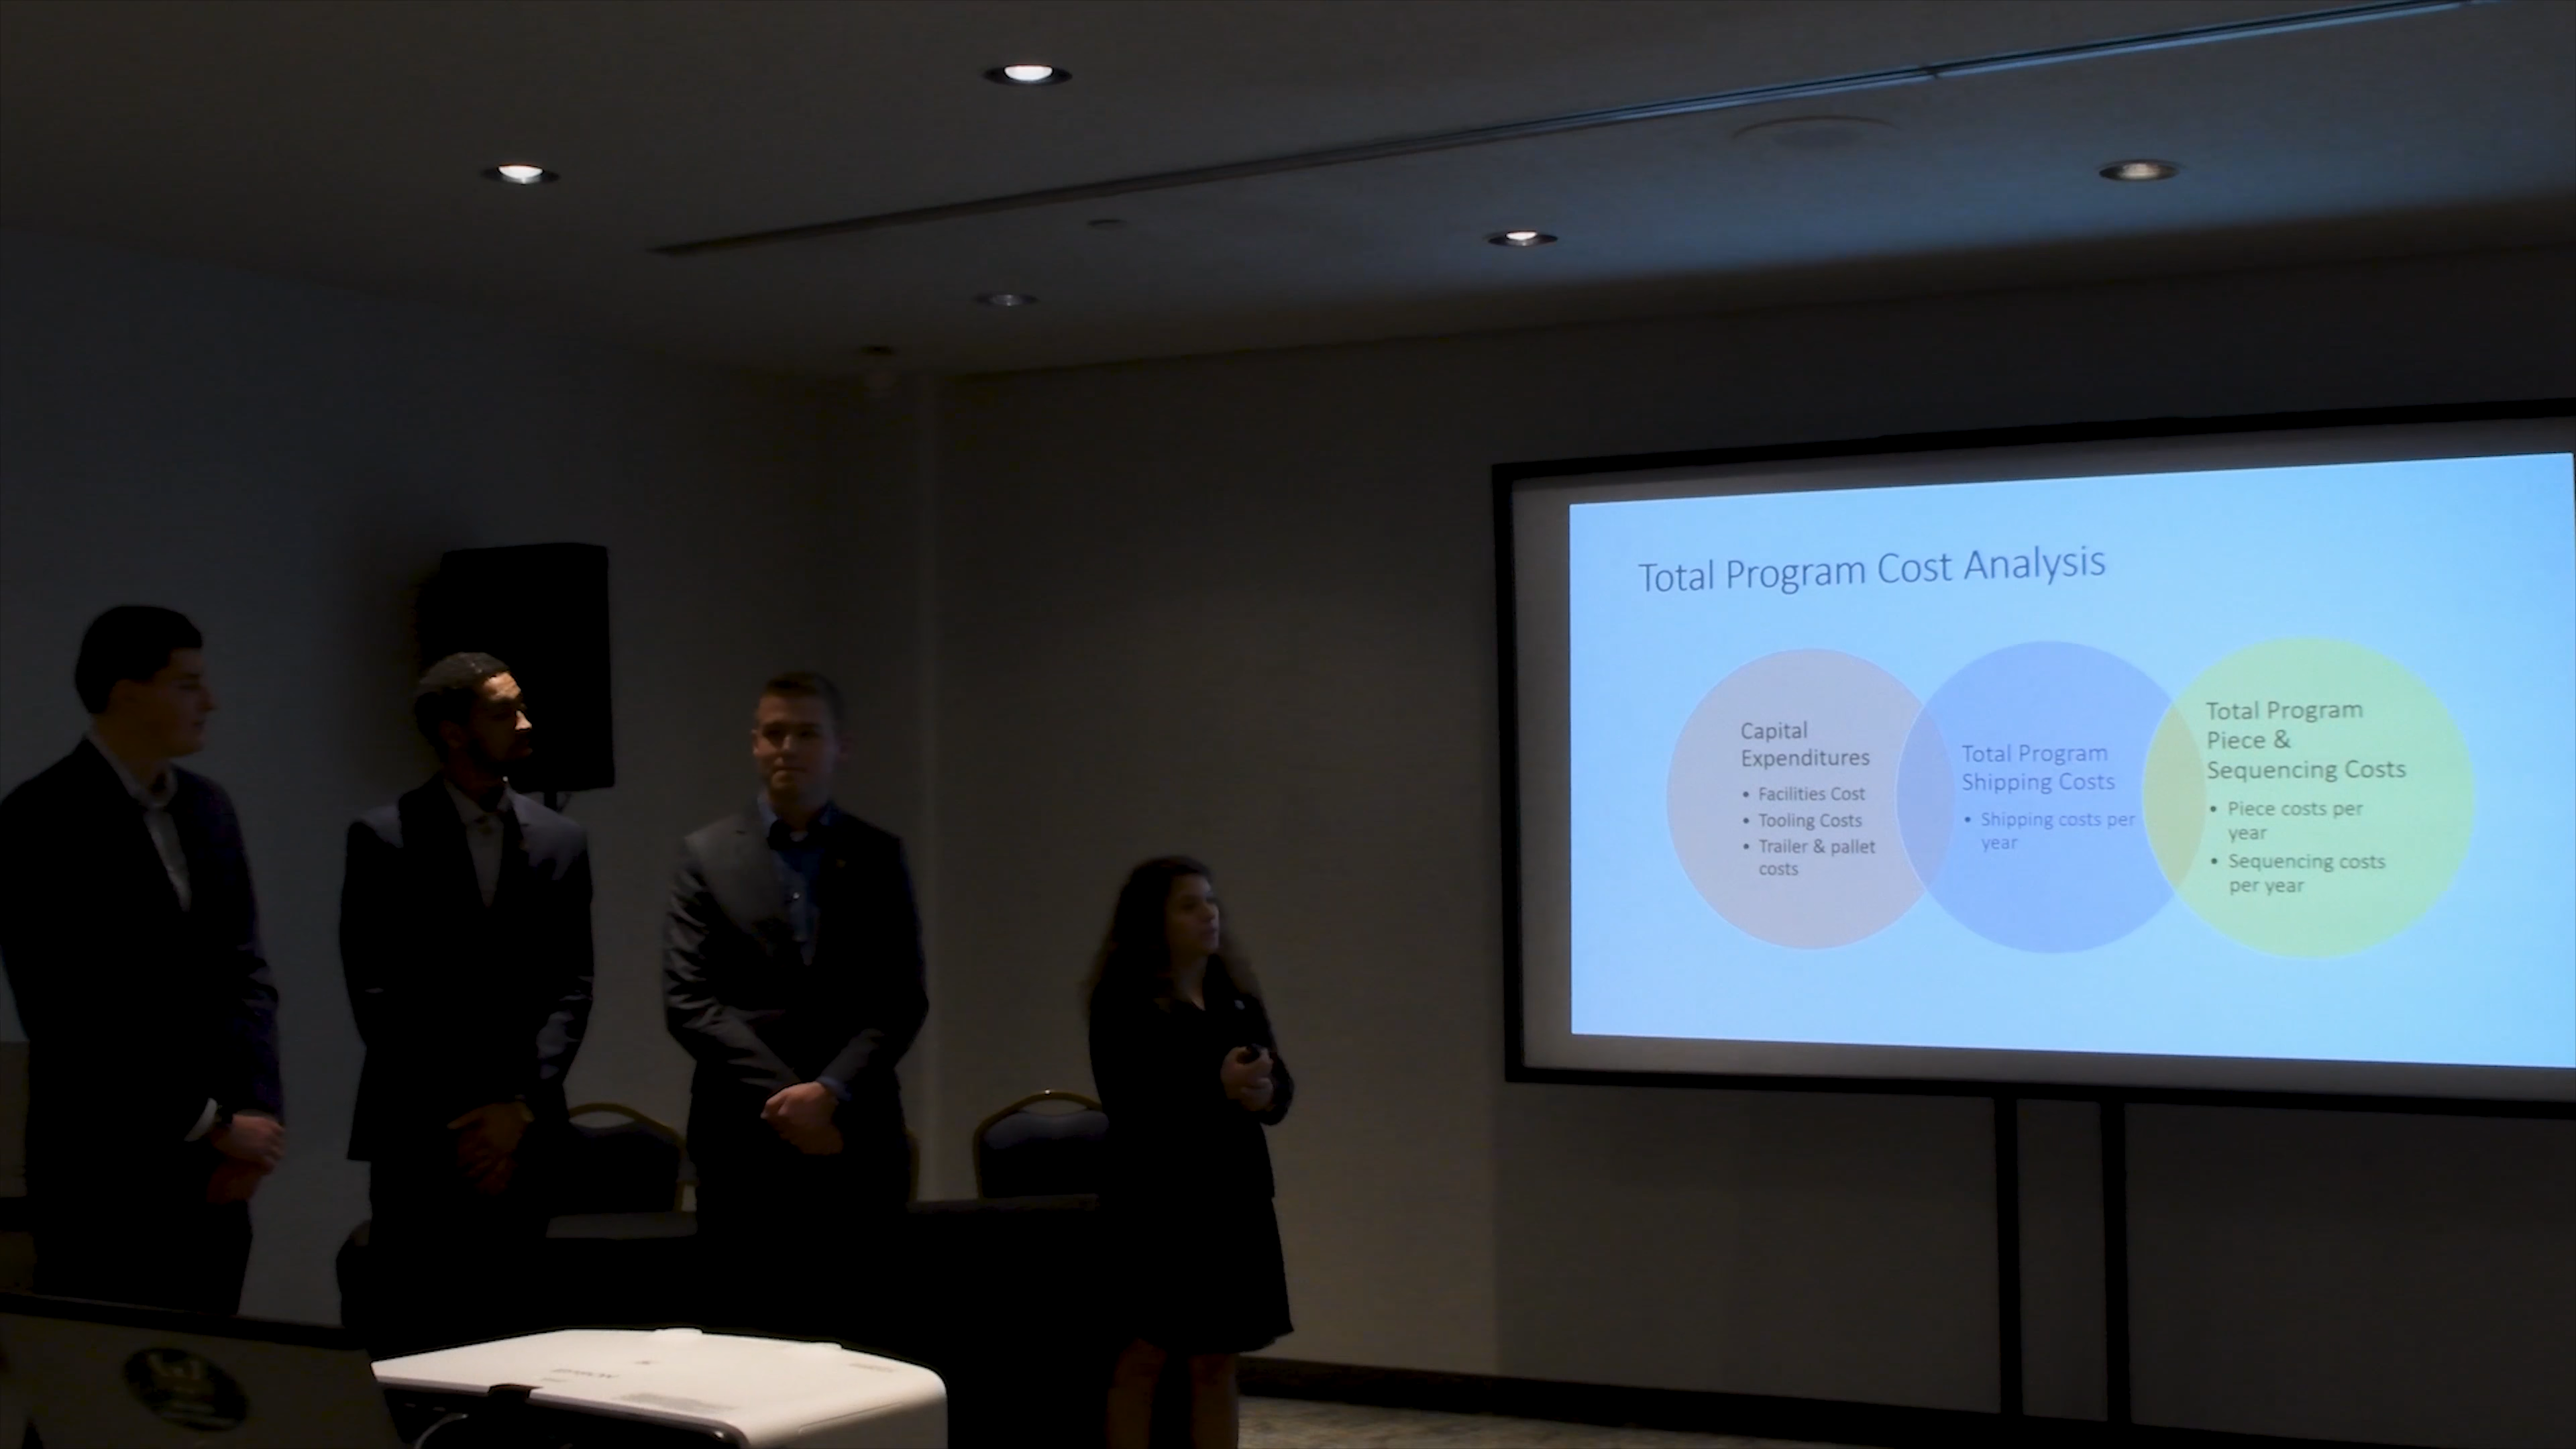 Total Program Cost Analysis
Capital
Expenditures
• Facilities Cost
• Tooling Costs
• Trailer & pallet
costs
Total Program
Shipping Costs
• Shipping costs per
year
Total Program
Piece &
Sequencing Costs
• Piece costs per
year
• Sequencing costs
per year